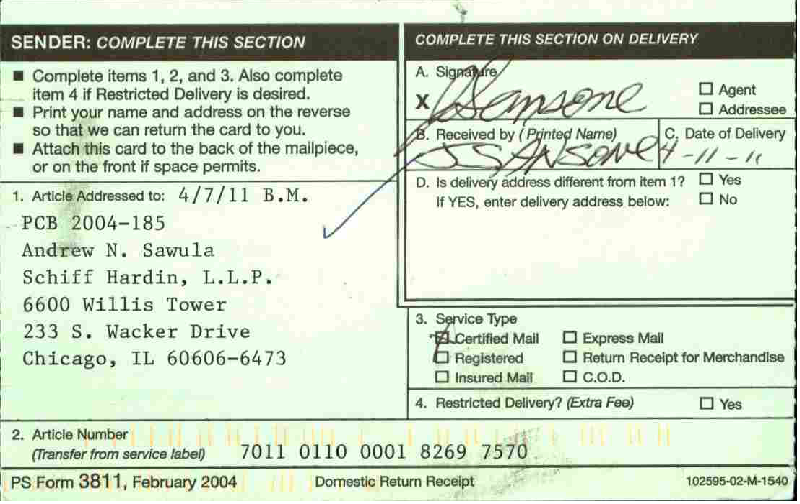 SENDER: COMPLETE THIS SECTION
■ Complete items 1, 2, and 3. Also complete
item 4 if Restricted Delivery is desired.
■ Print your name and address on the reverse
so that we can return the card to you.
■ Attach this card to the back of the mailpiece,
or on the front if space permits.
1. Article Addressed to: 4/7/11 B.M.
PCB 2004-185
Andrew N. Sawula
Schiff Hardin, L.L.P.
6600 Willis Tower
233 S. Wacker Drive
Chicago, IL 60606-6473
COMPLETE THIS SECTION ON DELIVERY
A. Signature
X Sansone
☐ Agent
☐ Addressee
B. Received by (Printed Name)
J SANSONE
C. Date of Delivery
4-11-11
D. Is delivery address different from item 1? ☐ Yes
If YES, enter delivery address below: ☐ No
3. Service Type
Certified Mail ☐ Express Mail
☐ Registered ☐ Return Receipt for Merchandise
☐ Insured Mail ☐ C.O.D.
4. Restricted Delivery? (Extra Fee) ☐ Yes
2. Article Number
(Transfer from service label) 7011 0110 0001 8269 7570
PS Form 3811, February 2004 Domestic Return Receipt 102595-02-M-1540